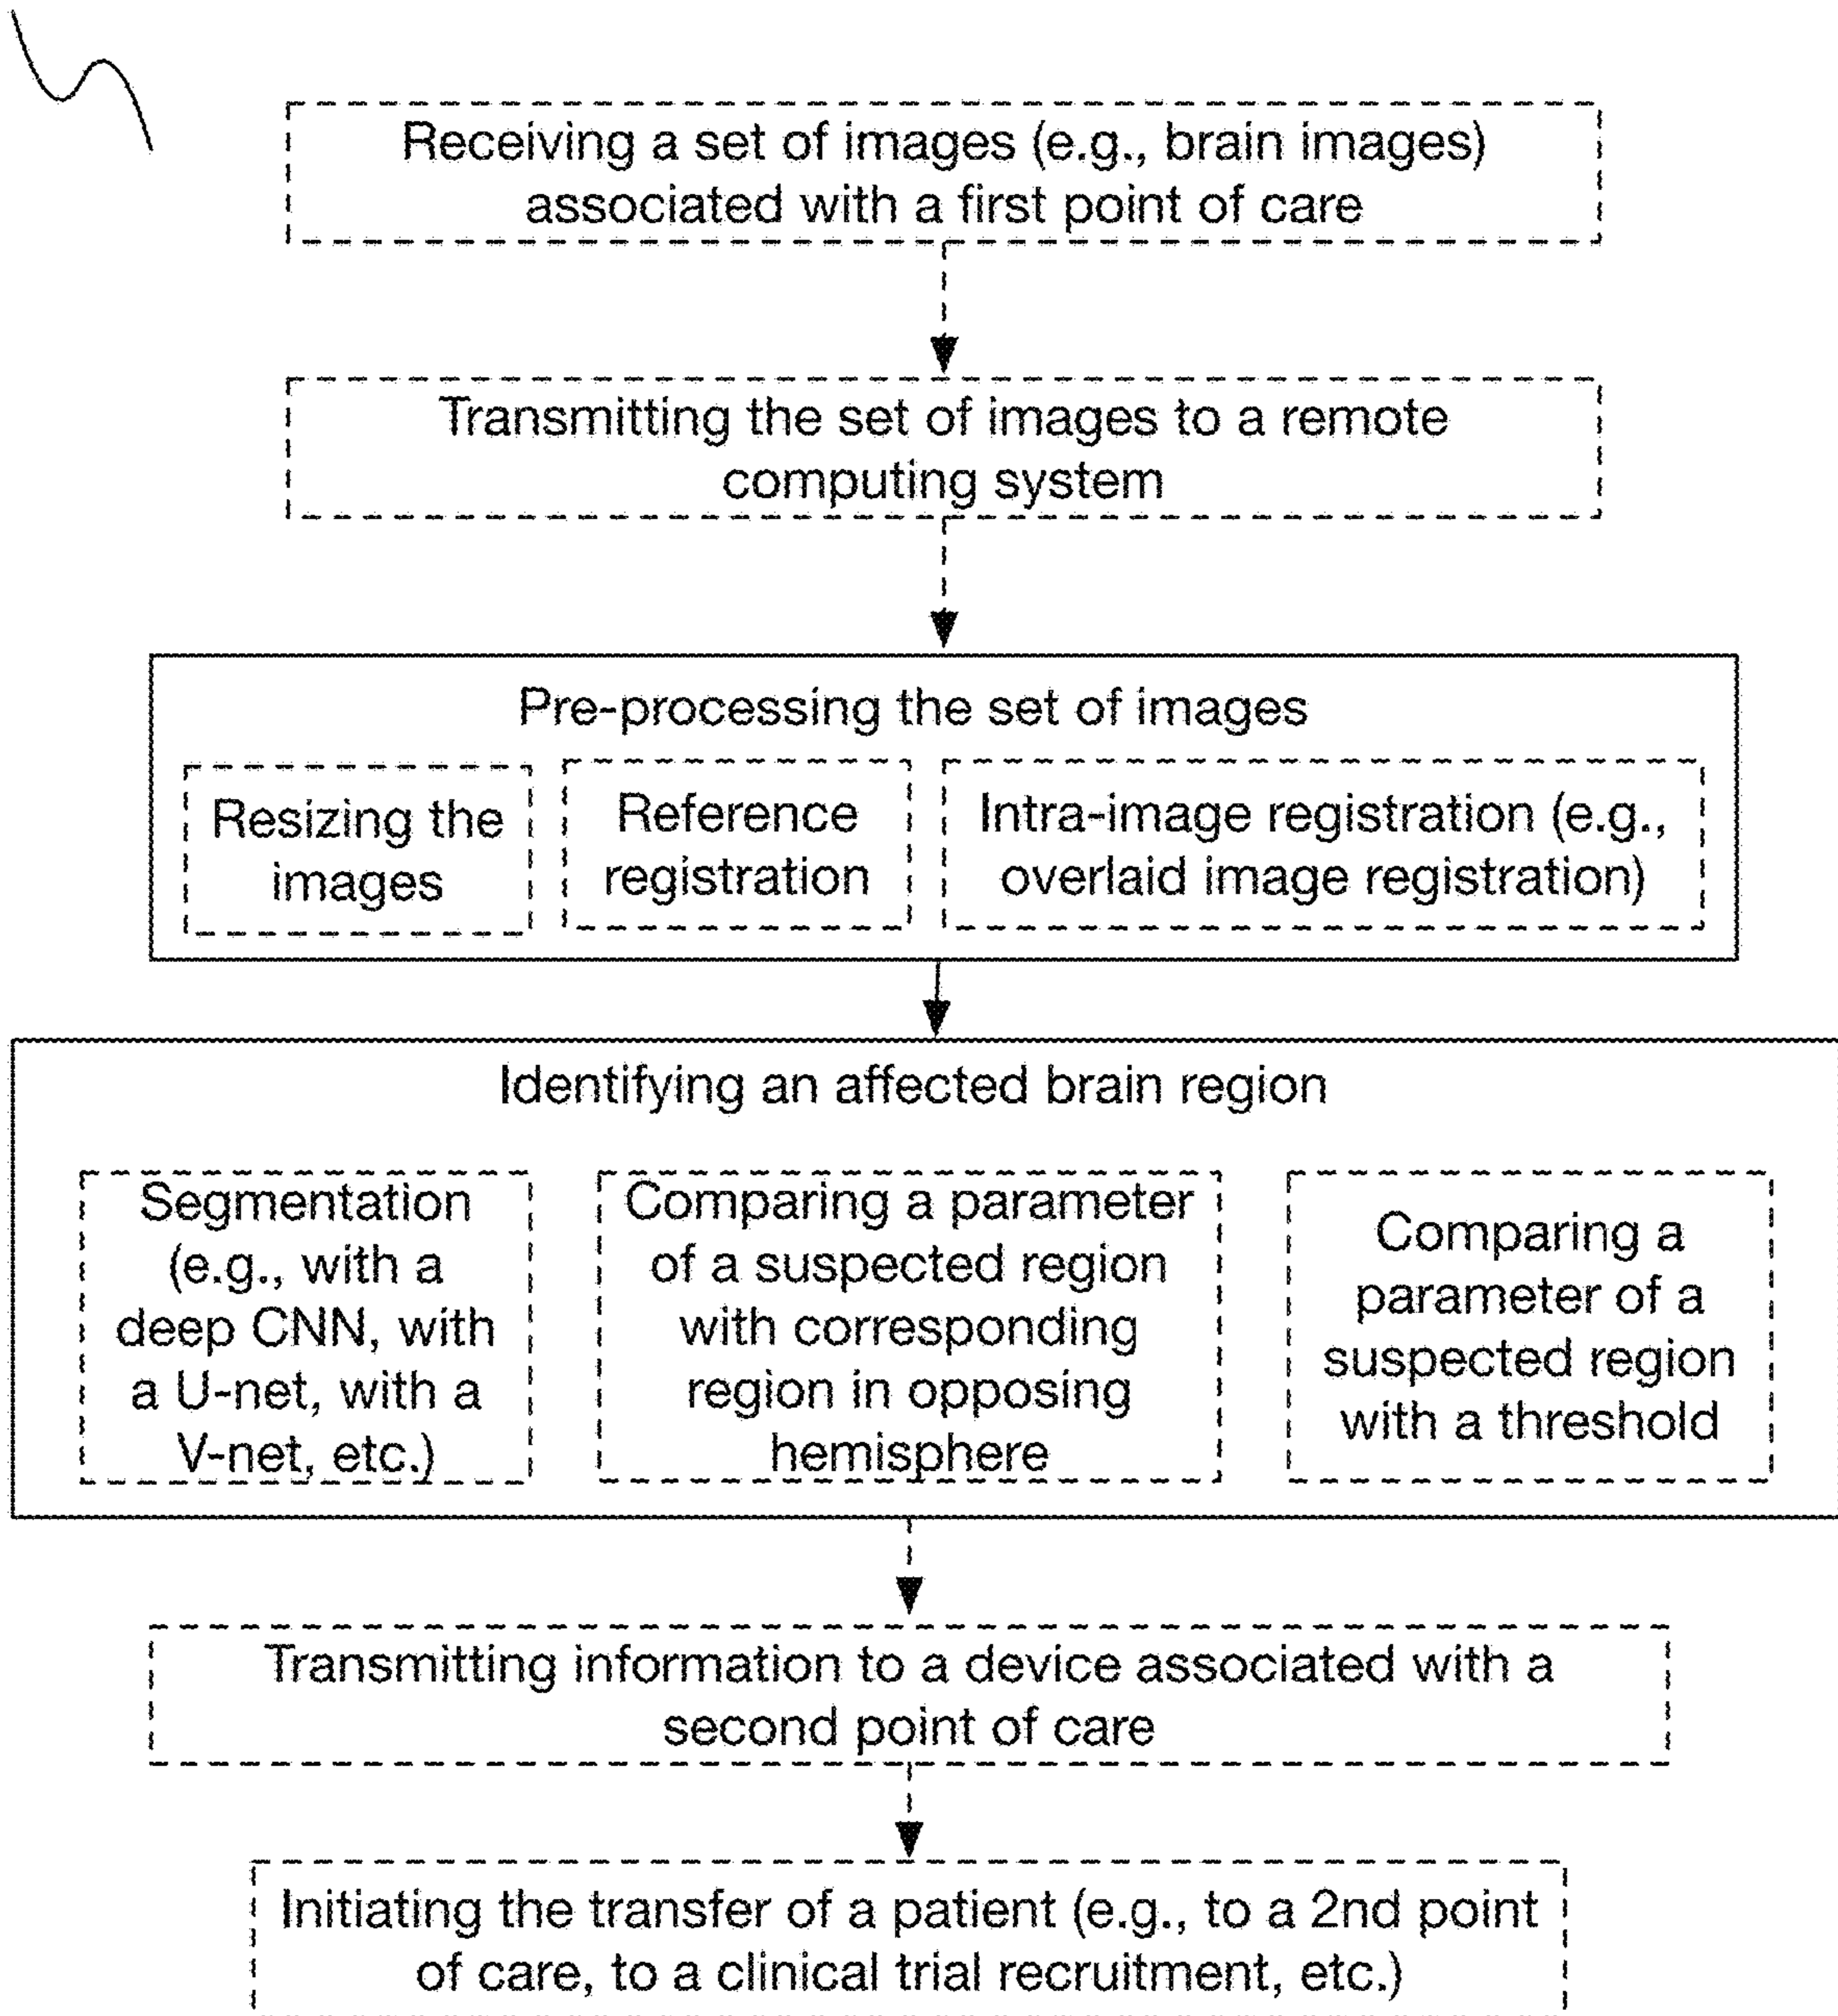 Receiving a set of images (e.g., brain images)
associated with a first point of care
Transmitting the set of images to a remote
computing system
Pre-processing the set of images
Resizing the
images
Reference
registration
Intra-image registration (e.g.,
overlaid image registration)
Identifying an affected brain region
Segmentation
(e.g., with a
deep CNN, with
a U-net, with a
V-net, etc.)
Comparing a parameter
of a suspected region
with corresponding
region in opposing
hemisphere
Comparing a
parameter of a
suspected region
with a threshold
Transmitting information to a device associated with a
second point of care
Initiating the transfer of a patient (e.g., to a 2nd point
of care, to a clinical trial recruitment, etc.)